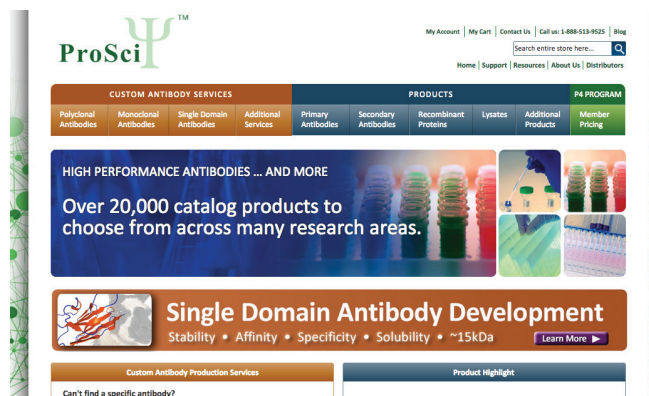 ProSci
TM
My Account | My Cart | Contact Us | Call us: 1-888-513-9525 | Blog
Search entire store here...
Home | Support | Resources | About Us | Distributors
CUSTOM ANTIBODY SERVICES
PRODUCTS
P4 PROGRAM
Polyclonal Antibodies
Monoclonal Antibodies
Single Domain Antibodies
Additional Services
Primary Antibodies
Secondary Antibodies
Recombinant Proteins
Lysates
Additional Products
Member Pricing
HIGH PERFORMANCE ANTIBODIES ... AND MORE
Over 20,000 catalog products to
choose from across many research areas.
Single Domain Antibody Development
Stability • Affinity • Specificity • Solubility • ~15kDa
Learn More
Custom Antibody Production Services
Product Highlight
Can't find a specific antibody?